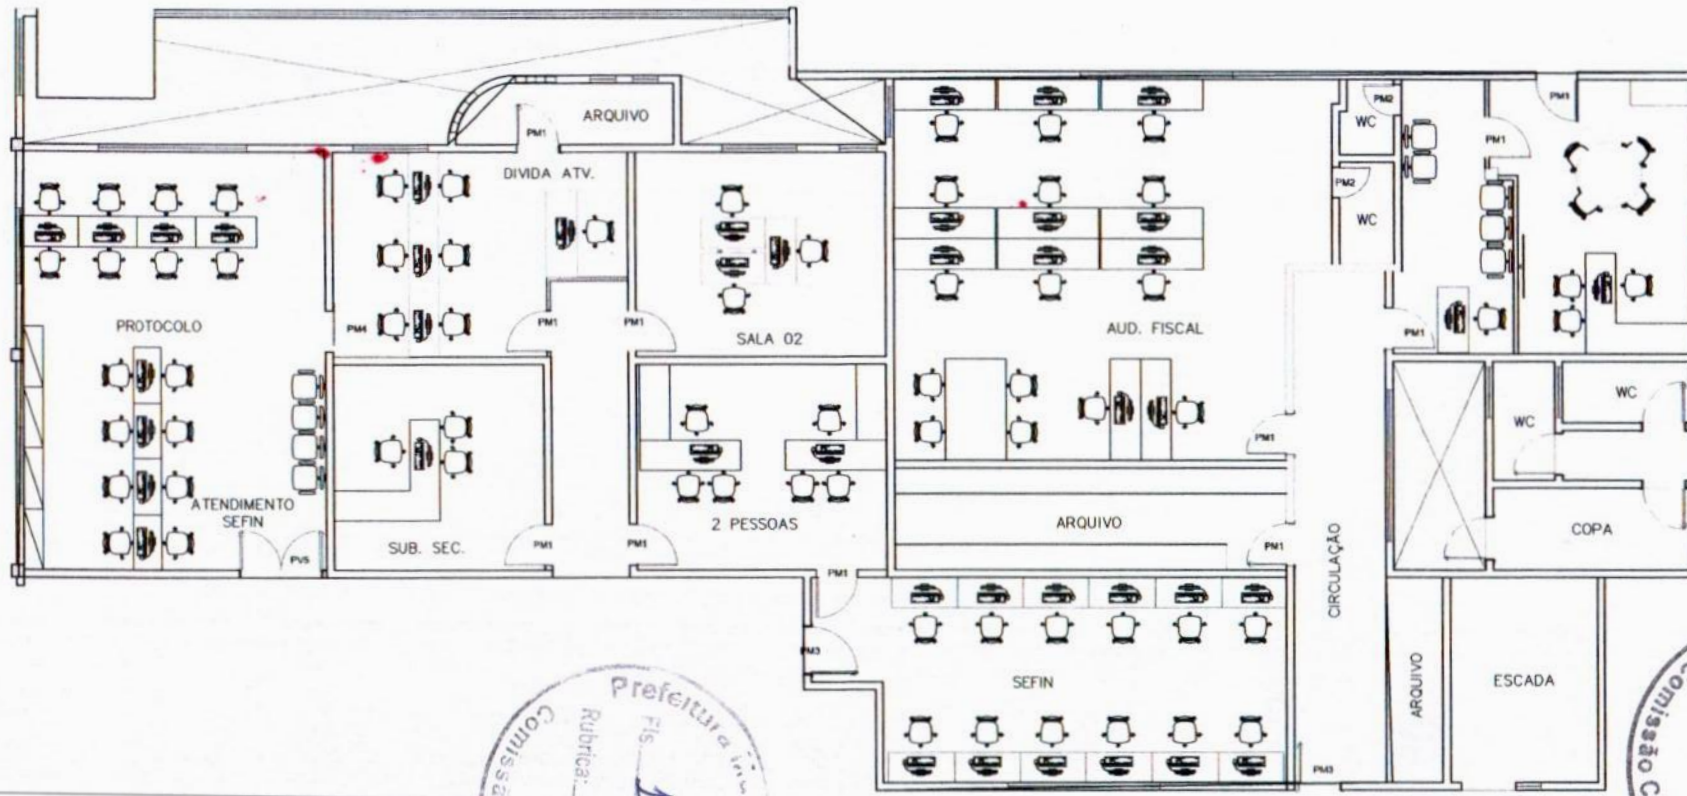 ARQUIVO
PM1
DIVIDA ATV.
PM2
WC
PM1
PM1
PM2
WC
PROTOCOLO
PM4
PM1
PM1
SALA 02
AUD. FISCAL
PM1
WC
WC
PM1
ATENDIMENTO
SEFIN
PV5
SUB. SEC.
PM1
PM1
2 PESSOAS
ARQUIVO
PM1
COPA
PM1
CIRCULAÇÃO
PM3
SEFIN
ARQUIVO
ESCADA
PM3
Prefeitura
Fls.
Rubrica:
Comissã
Comissão C